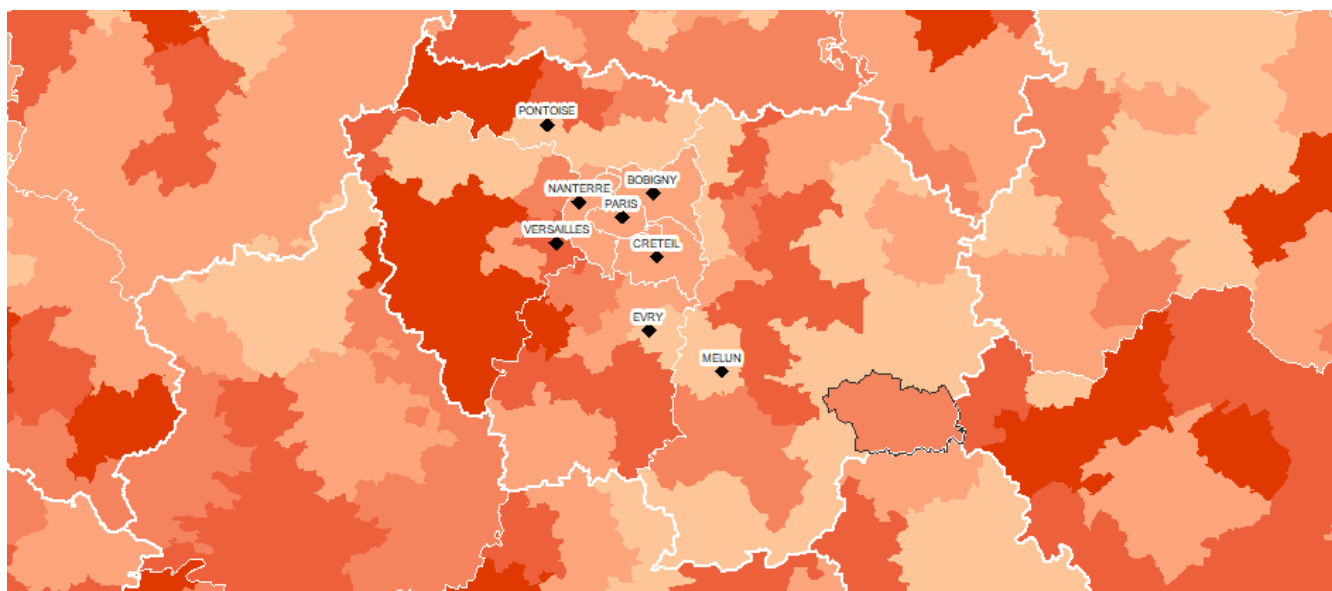 PONTOISE
BOBIGNY
NANTERRE
PARIS
VERSAILLES
CRETEIL
EVRY
MELUN